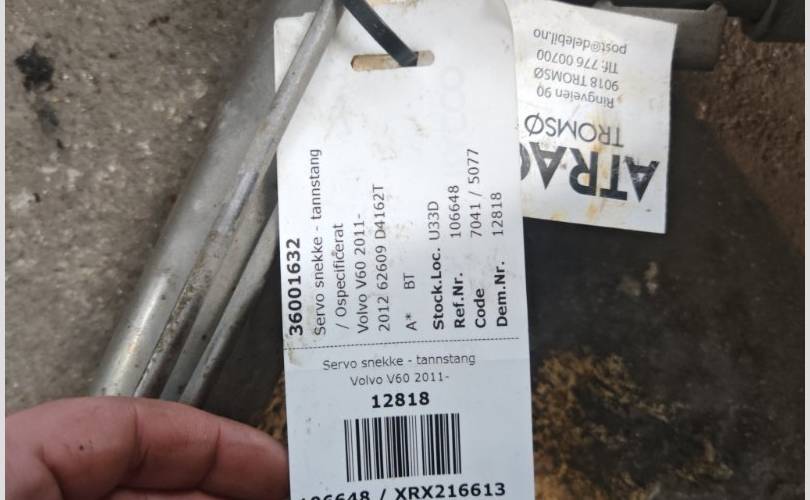 36001632
Servo snekke - tannstang
/ Ospecificerat
Volvo V60 2011-
2012 62609 D4162T
A* BT
Stock.Loc. U33D
Ref.Nr. 106648
Code 7041 / 5077
Dem.Nr. 12818
Servo snekke - tannstang
Volvo V60 2011-
12818
106648 / XRX216613
ATRA
TROMSØ
Ringveien 90
9018 TROMSØ
Tlf: 776 00700
post@delebil.no